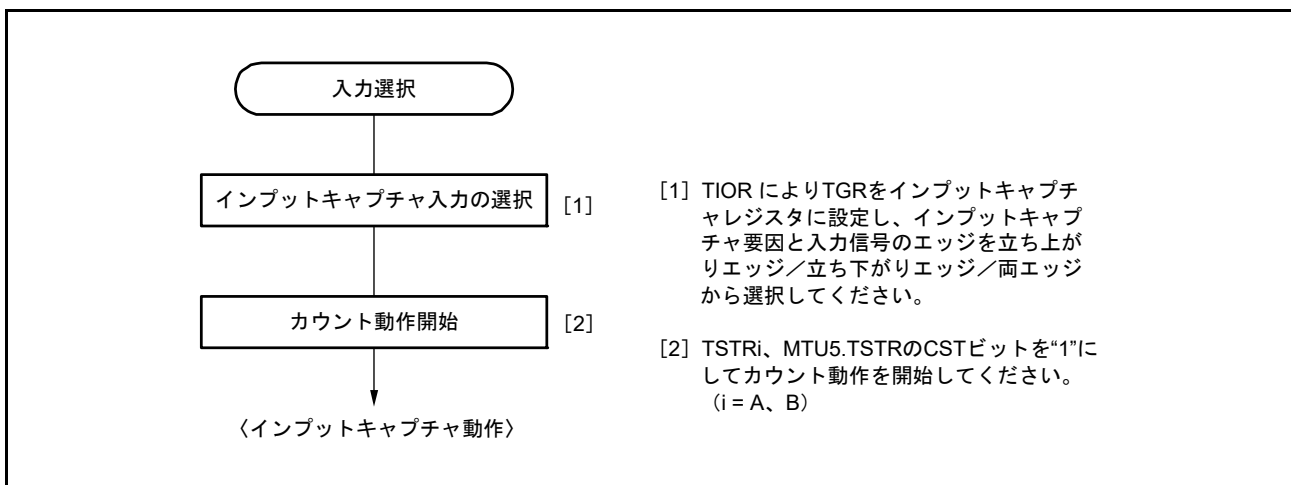 入力選択
インプットキャプチャ入力の選択 [1]
カウント動作開始 [2]
〈インプットキャプチャ動作〉
[1] TIOR によりTGRをインプットキャプチ
ャレジスタに設定し、インプットキャプ
チャ要因と入力信号のエッジを立ち上が
りエッジ／立ち下がりエッジ／両エッジ
から選択してください。
[2] TSTRi、MTU5.TSTRのCSTビットを“1”に
してカウント動作を開始してください。
（i = A、B）